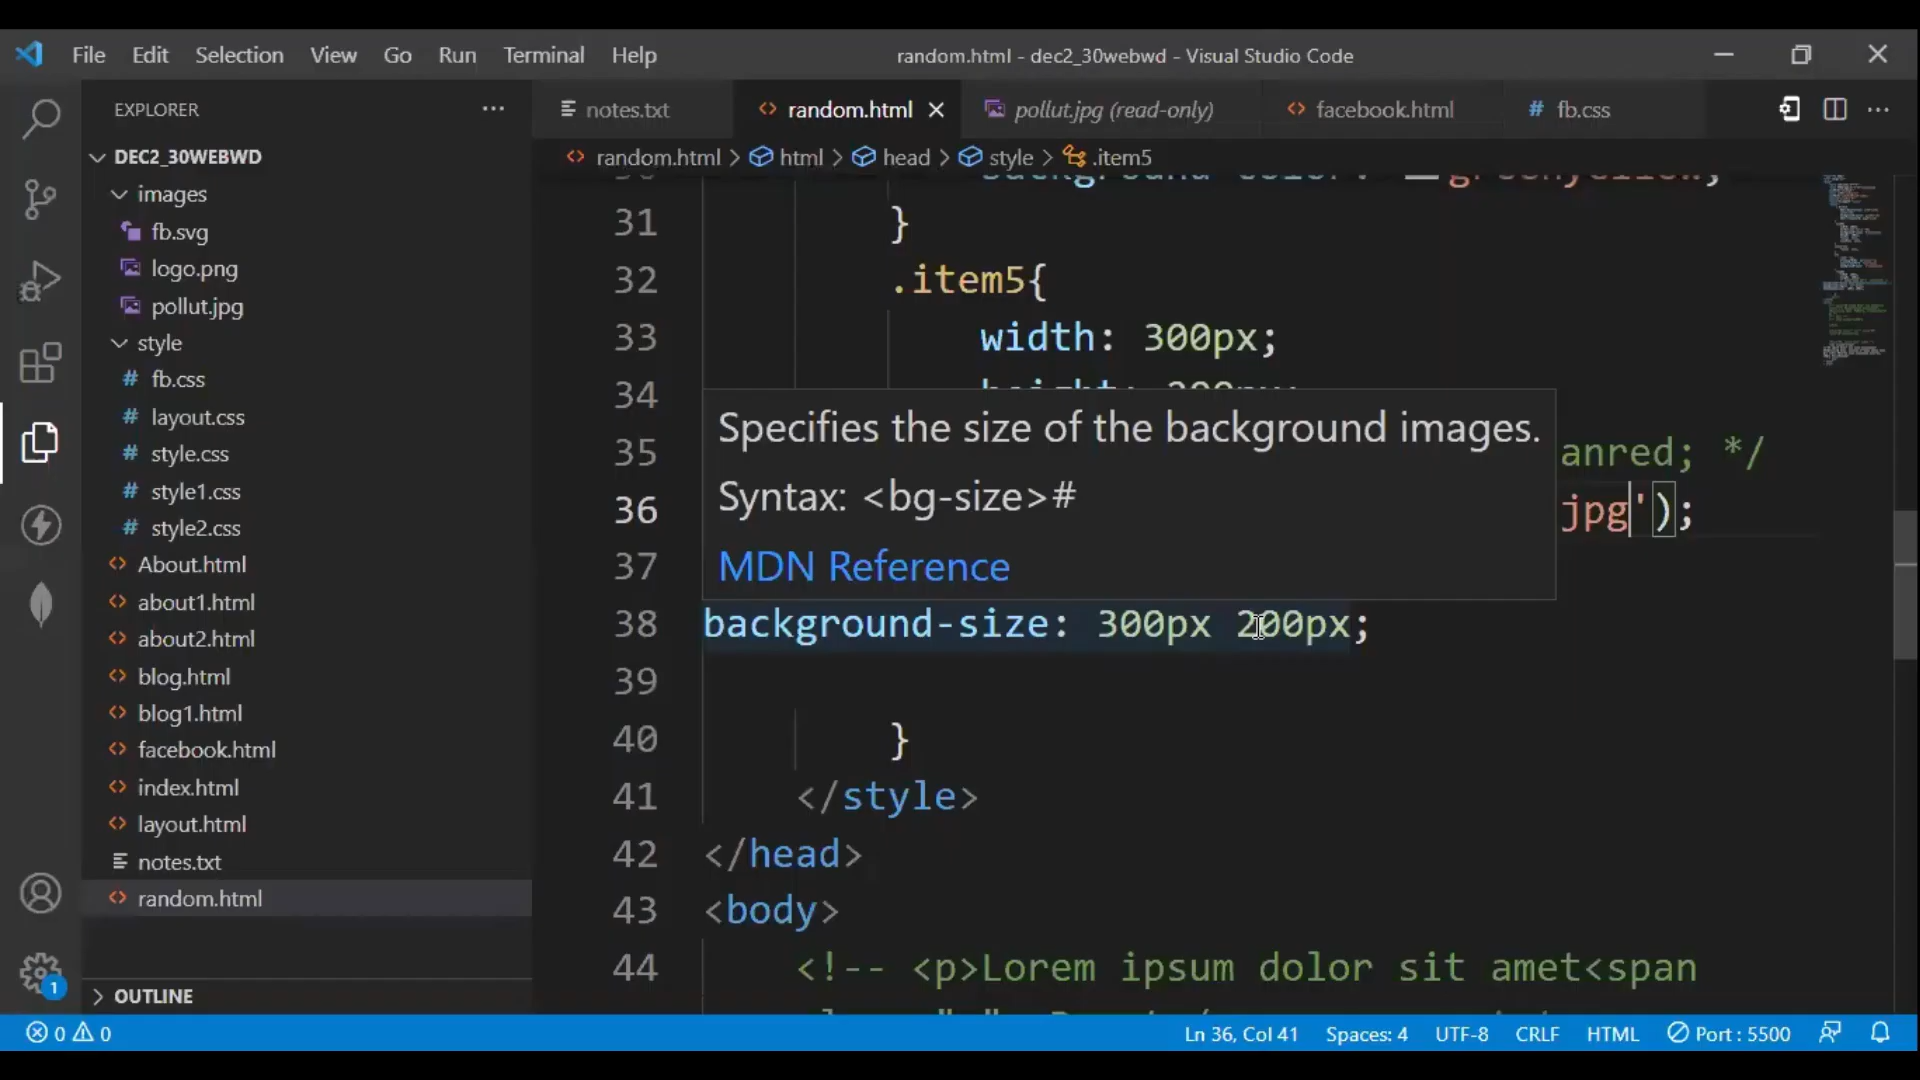 File Edit Selection View Go Run Terminal Help random.html - dec2_30webwd - Visual Studio Code
EXPLORER
DEC2_30WEBWD
images
fb.svg
logo.png
pollut.jpg
style
fb.css
layout.css
style.css
style1.css
style2.css
About.html
about1.html
about2.html
blog.html
blog1.html
facebook.html
index.html
layout.html
notes.txt
random.html
OUTLINE
notes.txt random.html pollut.jpg (read-only) facebook.html # fb.css
random.html > html > head > style > .item5
31 }
32 .item5{
33 width: 300px;
34
35 anred; */
36 jpg');
37
Specifies the size of the background images.
Syntax: <bg-size>#
MDN Reference
38 background-size: 300px 200px;
39
40 }
41 </style>
42 </head>
43 <body>
44 <!-- <p>Lorem ipsum dolor sit amet<span
0 0 Ln 36, Col 41 Spaces: 4 UTF-8 CRLF HTML Port : 5500
1